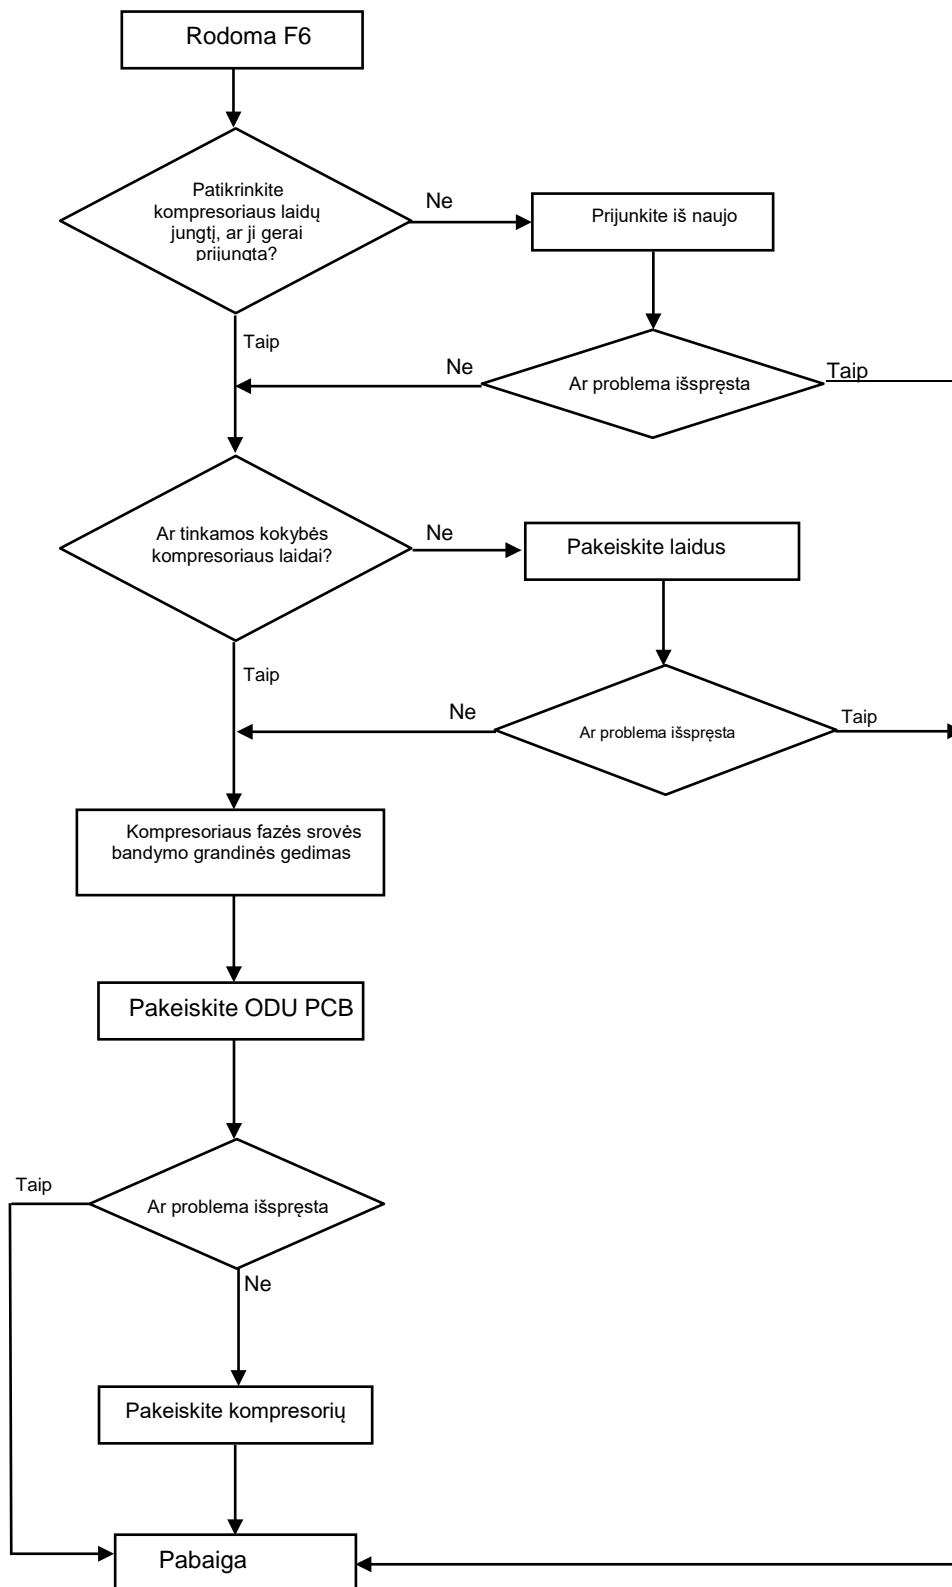 Rodoma F6
Patikrinkite
kompresoriaus laidų
jungtį, ar ji gerai
prijungta?
Ne
Prijunkite iš naujo
Taip
Ne
Ar problema išspręsta
Taip
Ar tinkamos kokybės
kompresoriaus laidai?
Ne
Pakeiskite laidus
Taip
Ne
Ar problema išspręsta
Taip
Kompresoriaus fazės srovės
bandymo grandinės gedimas
Pakeiskite ODU PCB
Taip
Ar problema išspręsta
Ne
Pakeiskite kompresorių
Pabaiga